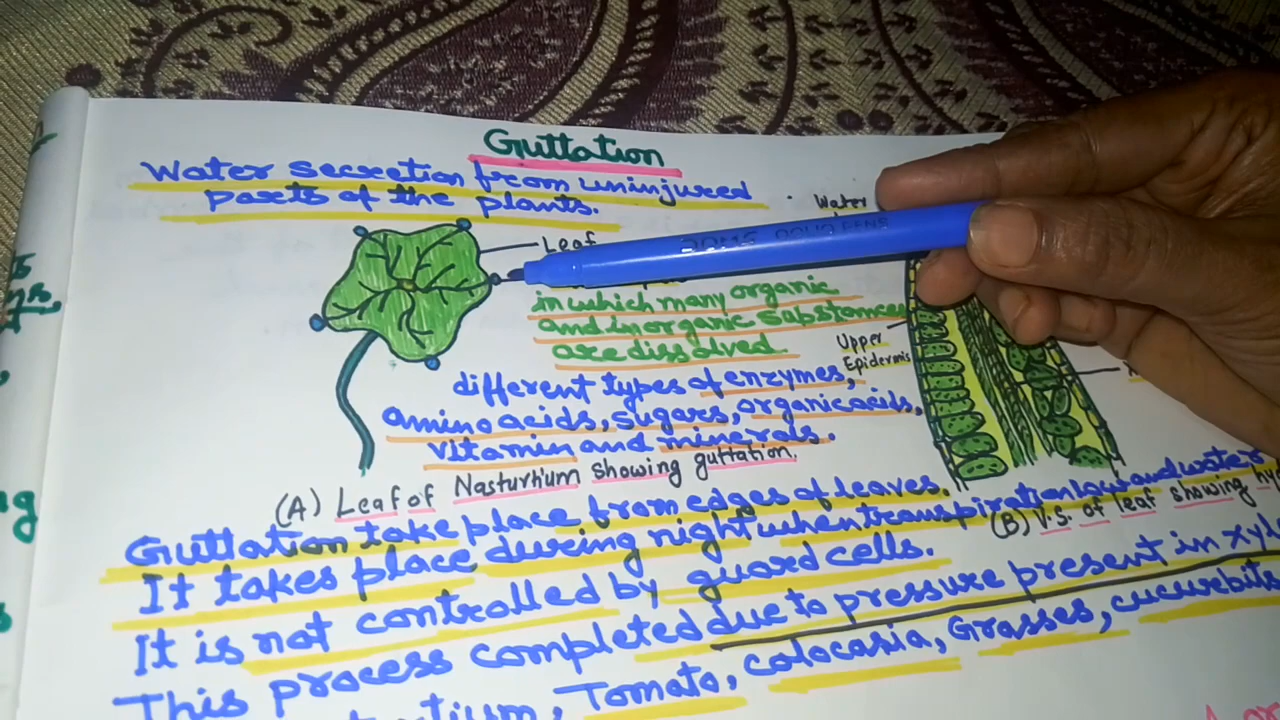 Guttation
Water secretion from uninjured
parts of the plants.
Water
Leaf
in which many organic
and inorganic substances
are dissolved.
Upper
Epidermis
different types of enzymes,
amino acids, sugars, organic acids,
vitamin and minerals.
(A) Leaf of Nasturtium showing guttation.
(B) V.S. of leaf showing hy
Guttation take place from edges of leaves.
It takes place during night when transpiration low and water
It is not controlled by guard cells.
This process completed due to pressure present in xyl
Tomato, colocasia, Grasses, cucurbits